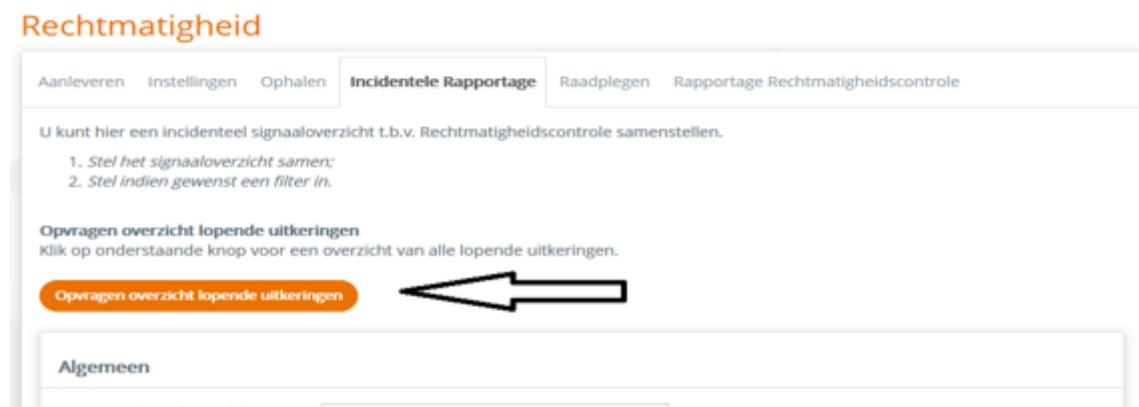 Rechtmatigheid
Aanleveren Instellingen Ophalen Incidentele Rapportage Raadplegen Rapportage Rechtmatigheidscontrole
U kunt hier een incidenteel signaaloverzicht t.b.v. Rechtmatigheidscontrole samenstellen.
1. Stel het signaaloverzicht samen;
2. Stel indien gewenst een filter in.
Opvragen overzicht lopende uitkeringen
Klik op onderstaande knop voor een overzicht van alle lopende uitkeringen.
Opvragen overzicht lopende uitkeringen
Algemeen